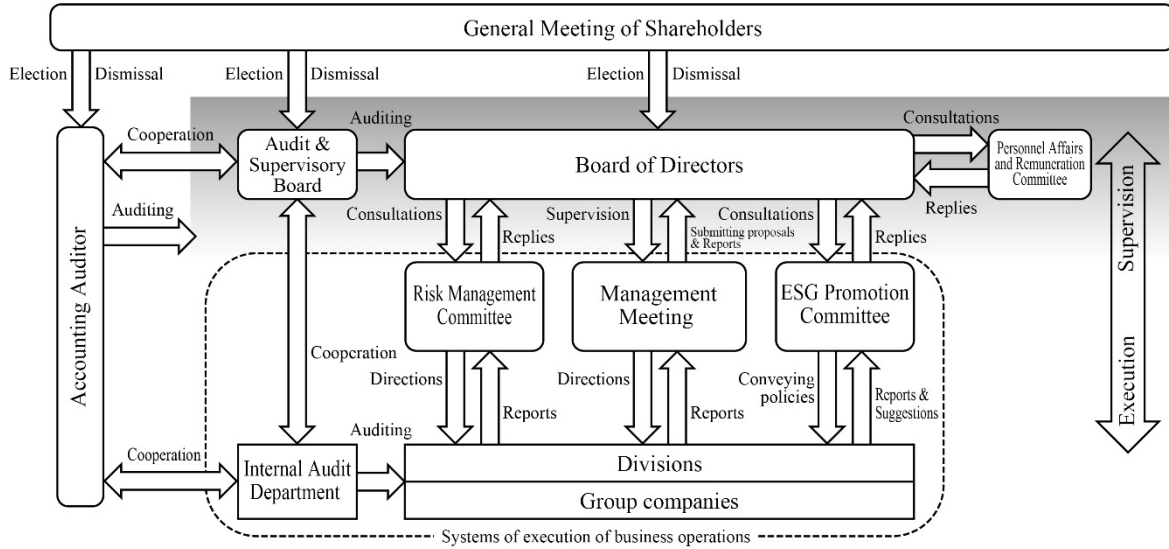 General Meeting of Shareholders
Election
Dismissal
Election
Dismissal
Election
Dismissal
Cooperation
Auditing
Consultations
Audit &
Supervisory
Board
Board of Directors
Personnel Affairs
and Remuneration
Committee
Replies
Auditing
Accounting Auditor
Consultations
Replies
Supervision
Submitting proposals
& Reports
Consultations
Replies
Supervision
Execution
Risk Management
Committee
Management
Meeting
ESG Promotion
Committee
Cooperation
Directions
Reports
Directions
Reports
Conveying
policies
Reports &
Suggestions
Cooperation
Internal Audit
Department
Auditing
Divisions
Group companies
Systems of execution of business operations